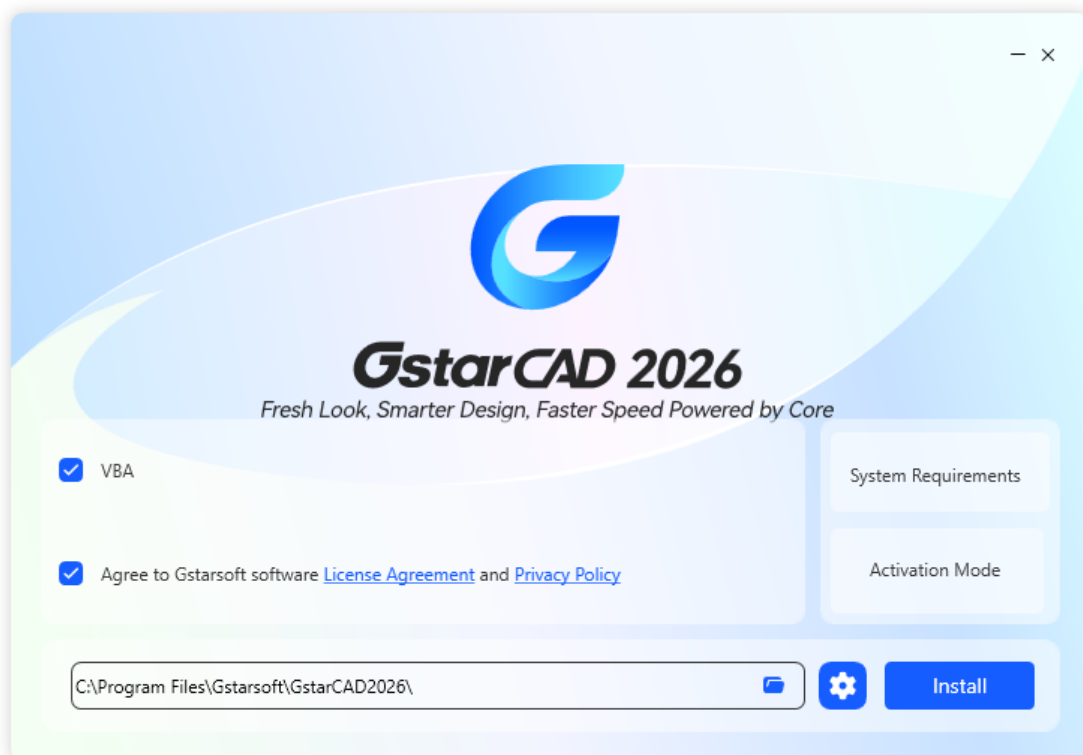 GstarCAD 2026
Fresh Look, Smarter Design, Faster Speed Powered by Core
VBA
System Requirements
Agree to Gstarsoft software License Agreement and Privacy Policy
Activation Mode
C:\Program Files\Gstarsoft\GstarCAD2026\
Install